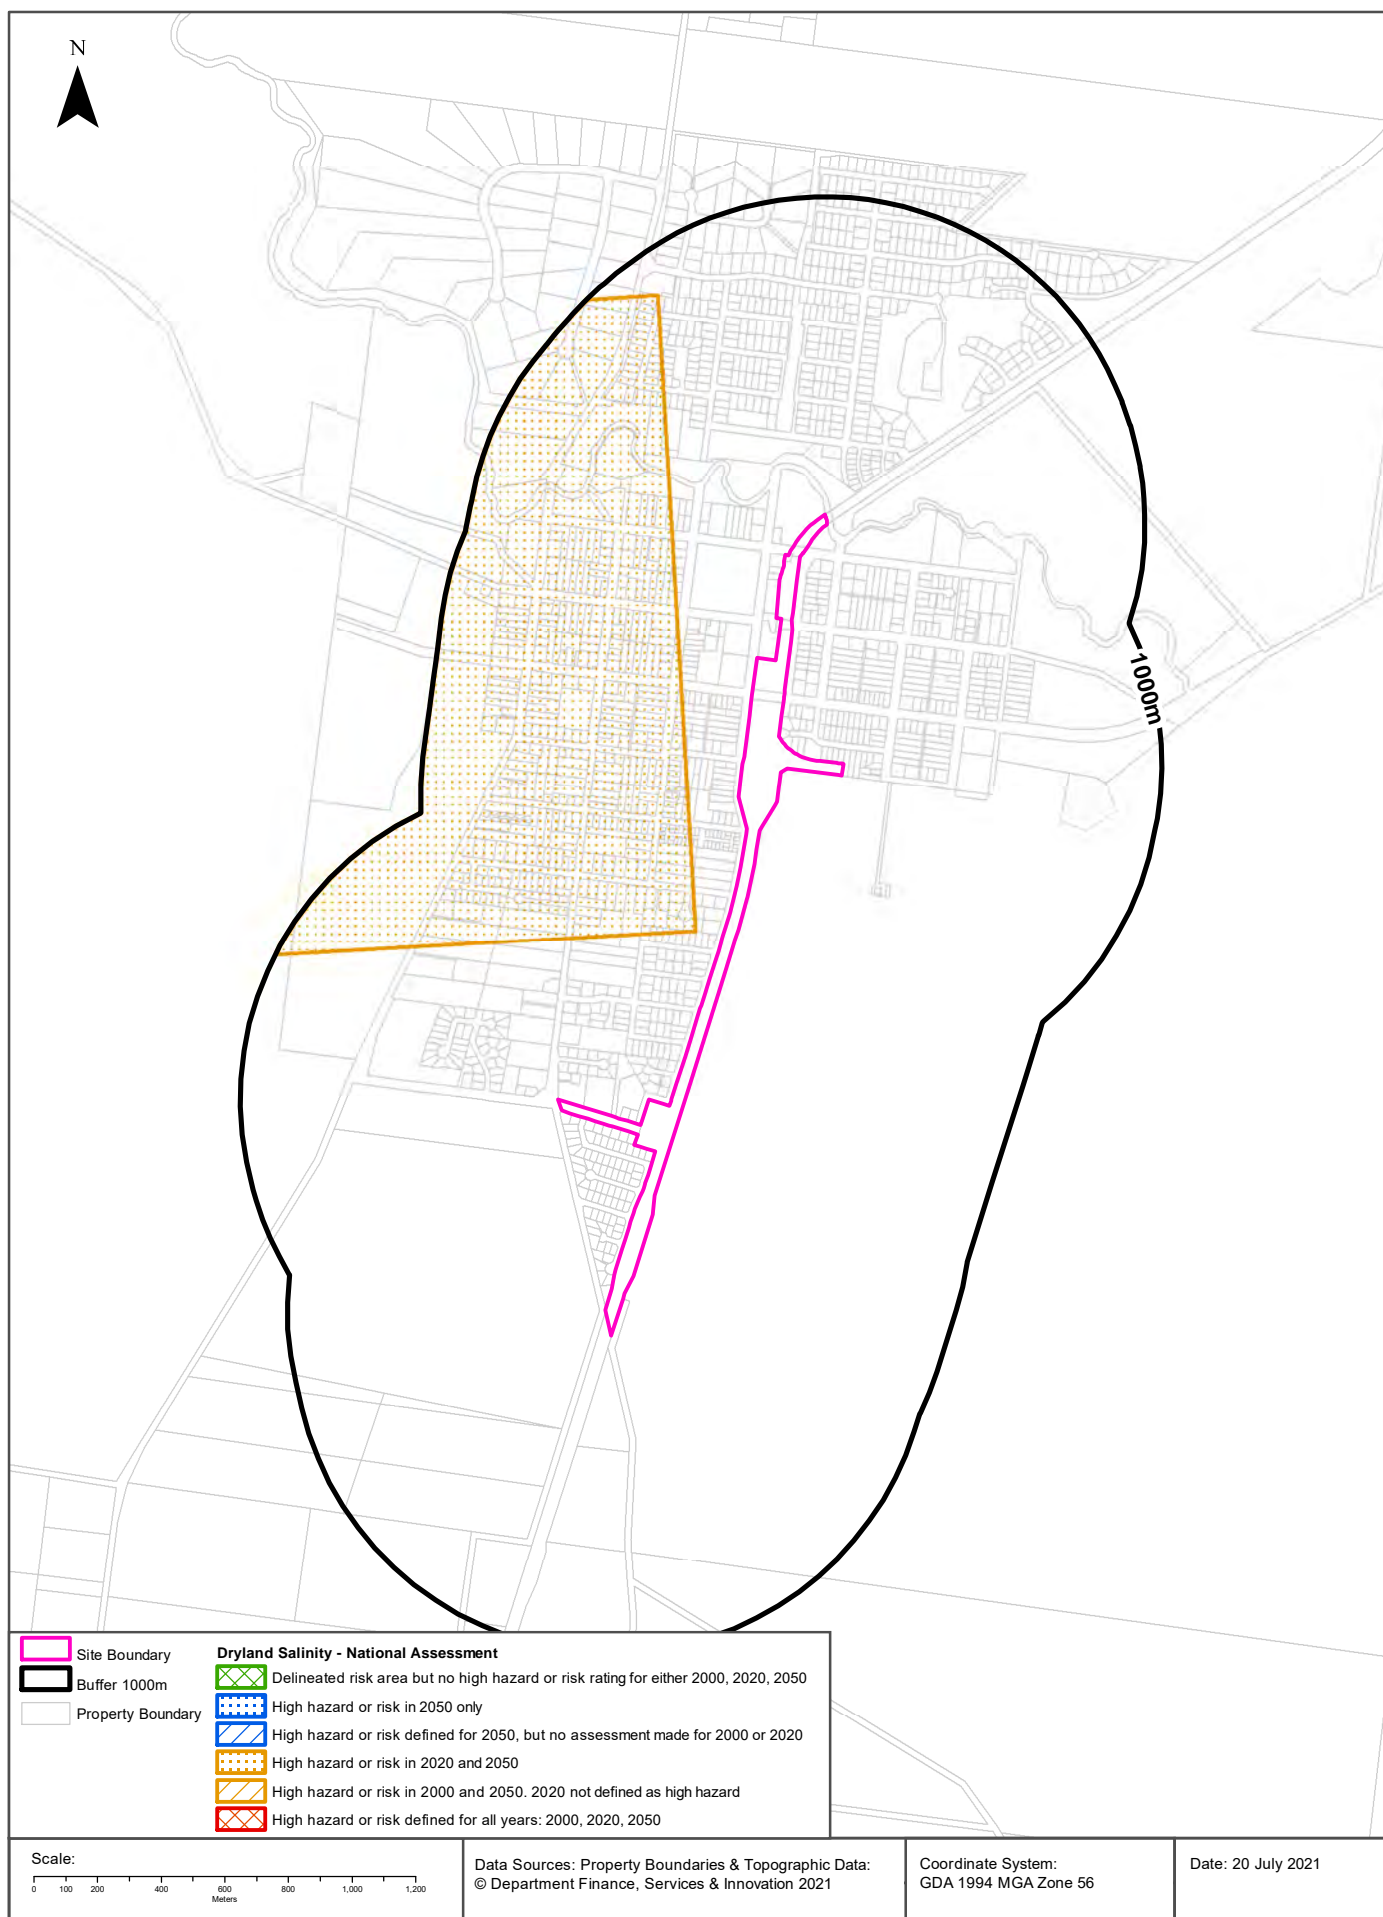 N
1000m
Site Boundary
Buffer 1000m
Property Boundary
Dryland Salinity - National Assessment
Delineated risk area but no high hazard or risk rating for either 2000, 2020, 2050
High hazard or risk in 2050 only
High hazard or risk defined for 2050, but no assessment made for 2000 or 2020
High hazard or risk in 2020 and 2050
High hazard or risk in 2000 and 2050. 2020 not defined as high hazard
High hazard or risk defined for all years: 2000, 2020, 2050
Scale:
0 100 200 400 600 800 1,000 1,200
Meters
Data Sources: Property Boundaries & Topographic Data:
© Department Finance, Services & Innovation 2021
Coordinate System:
GDA 1994 MGA Zone 56
Date: 20 July 2021